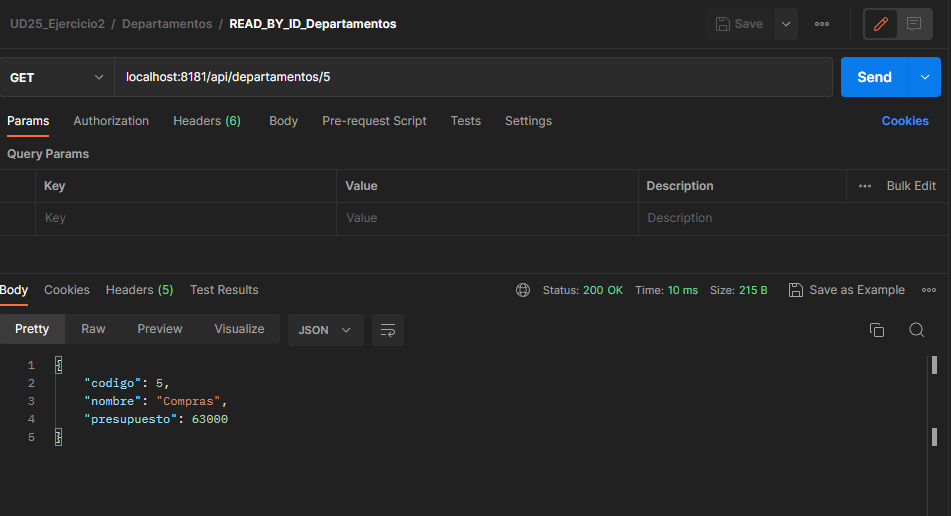 UD25_Ejercicio2 / Departamentos / READ_BY_ID_Departamentos Save
GET localhost:8181/api/departamentos/5 Send
Params Authorization Headers (6) Body Pre-request Script Tests Settings Cookies
Query Params
Key Value Description Bulk Edit
Key Value Description
Body Cookies Headers (5) Test Results Status: 200 OK Time: 10 ms Size: 215 B Save as Example
Pretty Raw Preview Visualize JSON
1 {
2 "codigo": 5,
3 "nombre": "Compras",
4 "presupuesto": 63000
5 }